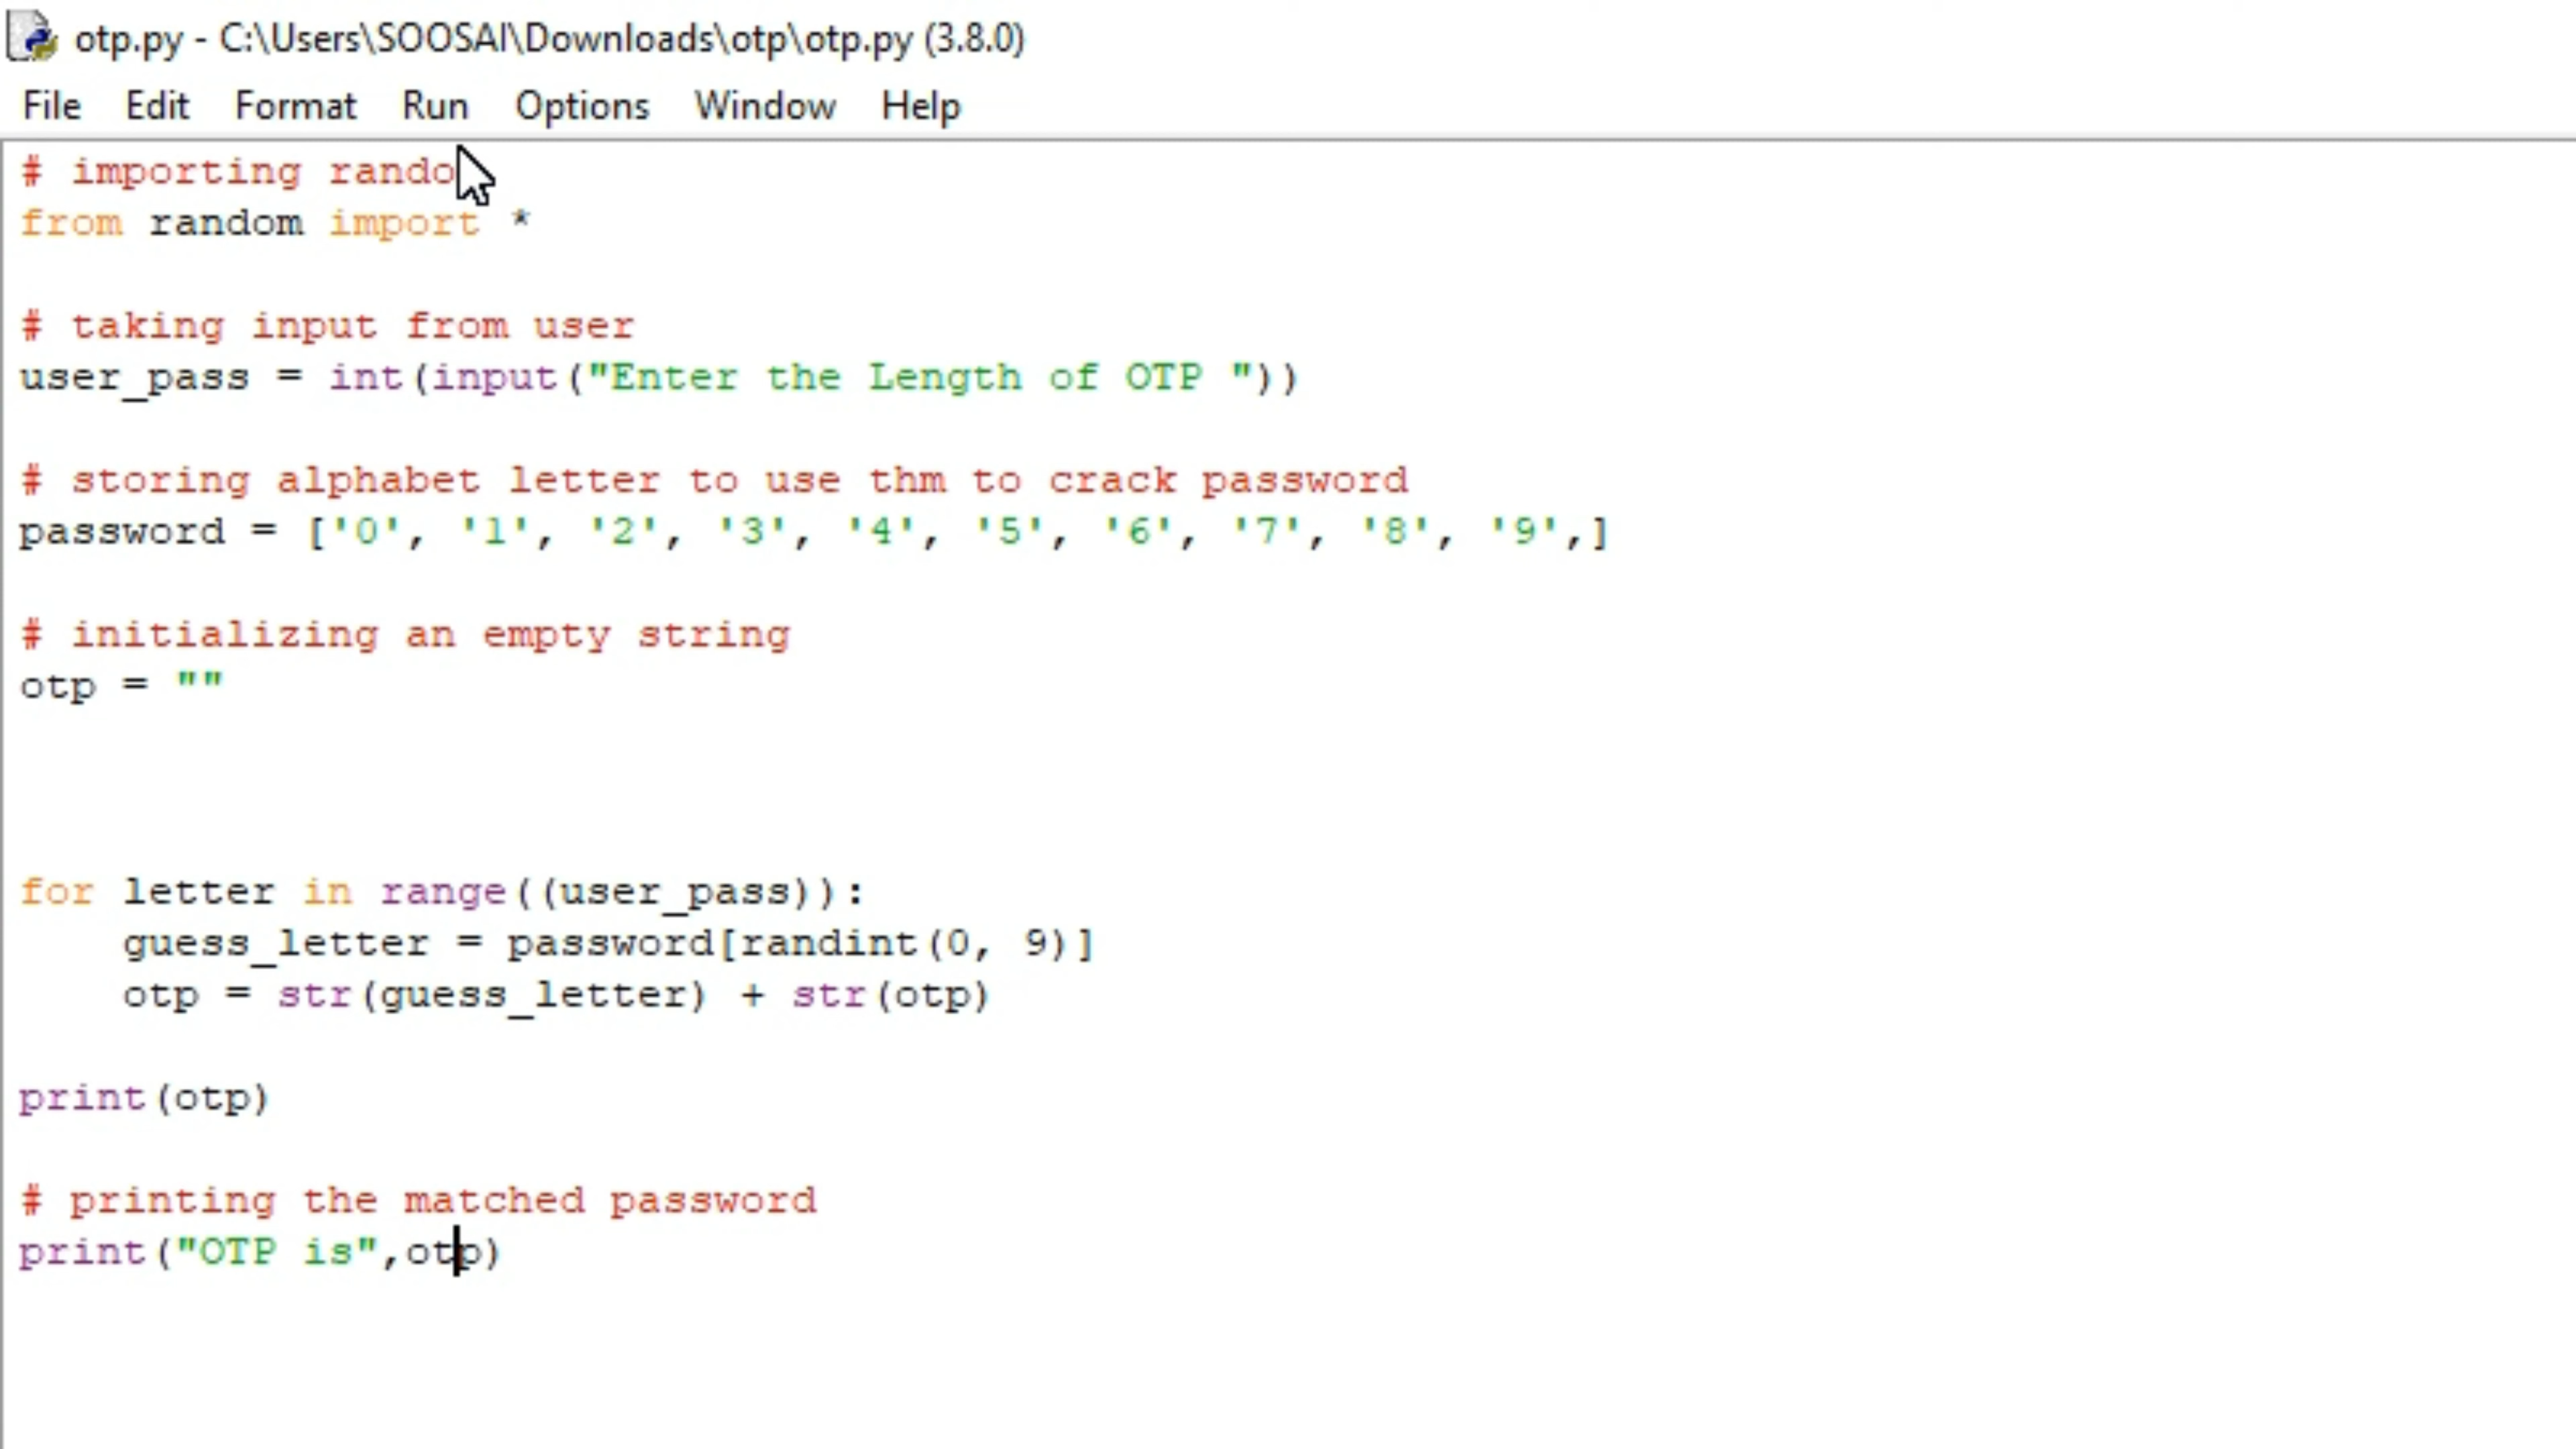 otp.py - C:\Users\SOOSAI\Downloads\otp\otp.py (3.8.0)
File Edit Format Run Options Window Help
# importing rando
from random import *
# taking input from user
user_pass = int(input("Enter the Length of OTP "))
# storing alphabet letter to use thm to crack password
password = ['0', '1', '2', '3', '4', '5', '6', '7', '8', '9',]
# initializing an empty string
otp = ""
for letter in range((user_pass)):
    guess_letter = password[randint(0, 9)]
    otp = str(guess_letter) + str(otp)
print(otp)
# printing the matched password
print("OTP is",otp)